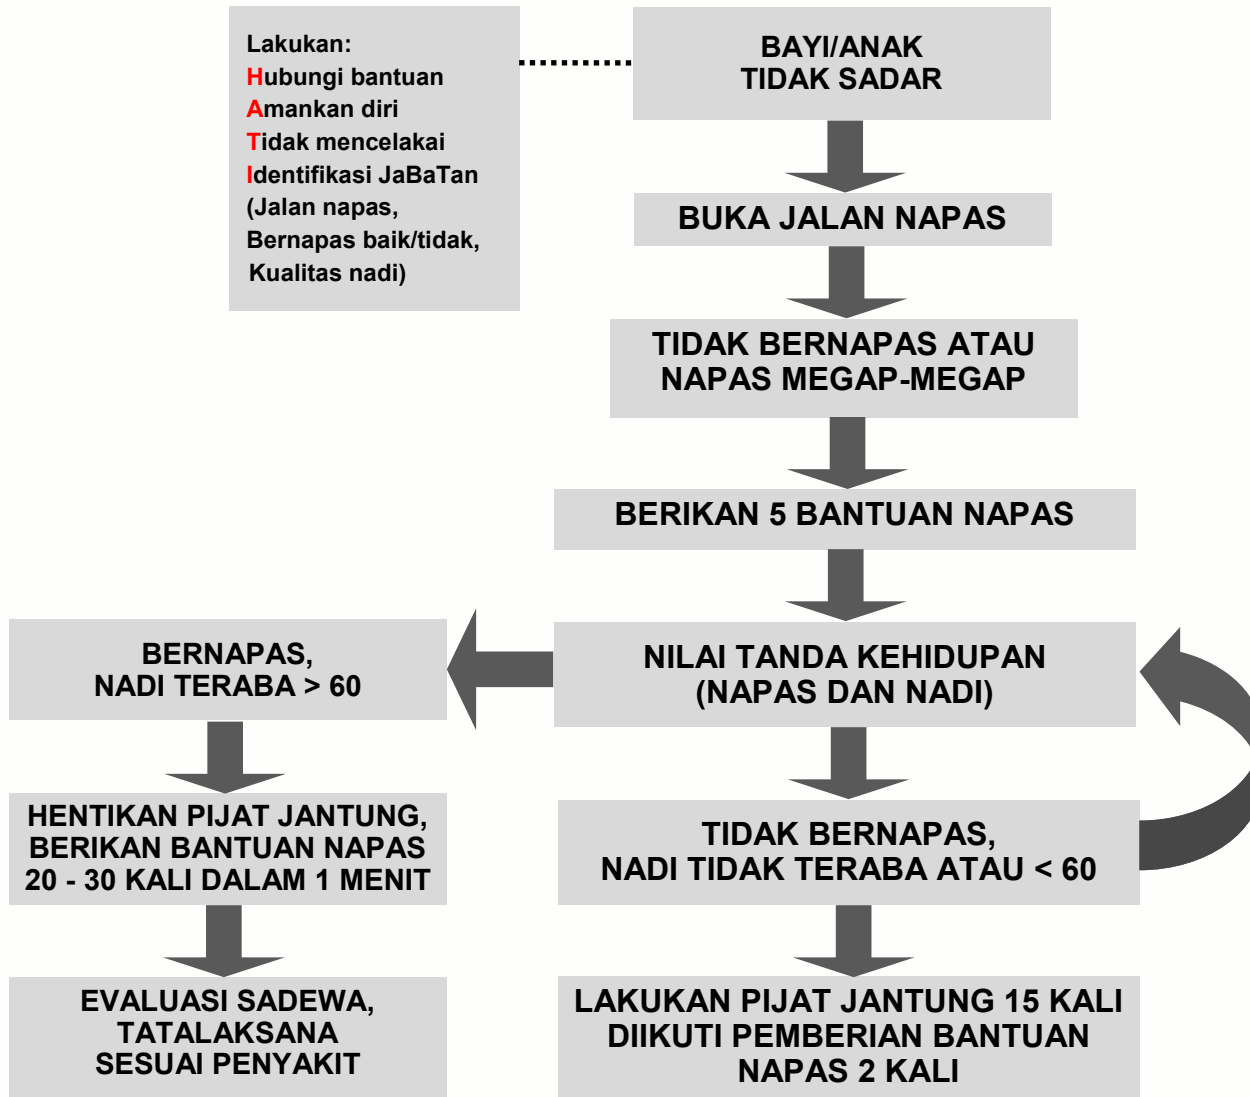 Lakukan:
Hubungi bantuan
Amankan diri
Tidak mencelakai
Identifikasi JaBaTan
(Jalan napas,
Bernapas baik/tidak,
Kualitas nadi)
BAYI/ANAK
TIDAK SADAR
BUKA JALAN NAPAS
TIDAK BERNAPAS ATAU
NAPAS MEGAP-MEGAP
BERIKAN 5 BANTUAN NAPAS
NILAI TANDA KEHIDUPAN
(NAPAS DAN NADI)
BERNAPAS,
NADI TERABA > 60
HENTIKAN PIJAT JANTUNG,
BERIKAN BANTUAN NAPAS
20 - 30 KALI DALAM 1 MENIT
EVALUASI SADEWA,
TATALAKSANA
SESUAI PENYAKIT
TIDAK BERNAPAS,
NADI TIDAK TERABA ATAU < 60
LAKUKAN PIJAT JANTUNG 15 KALI
DIIKUTI PEMBERIAN BANTUAN
NAPAS 2 KALI